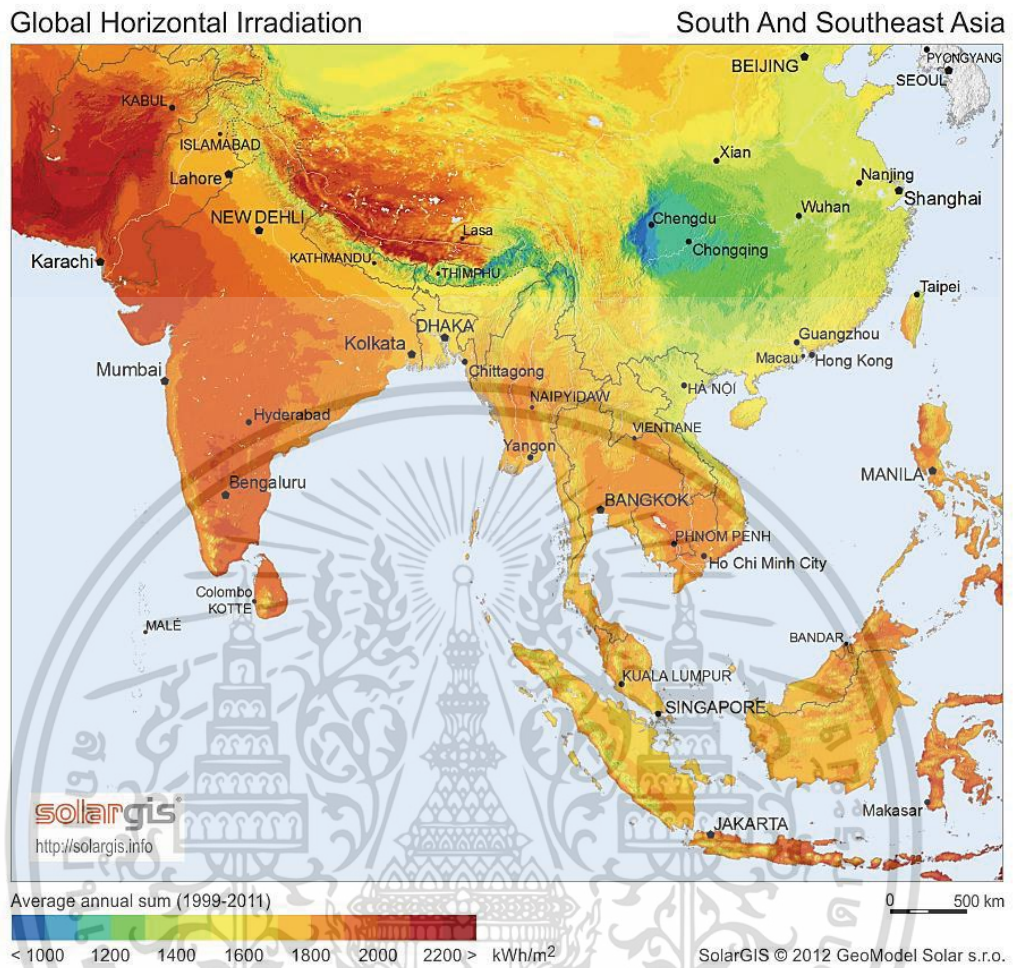 Global Horizontal Irradiation
South And Southeast Asia
BEIJING
PYONGYANG
SEOUL
KABUL
ISLAMABAD
Lahore
Xian
Nanjing
Shanghai
NEW DEHLI
Lasa
Chengdu
Wuhan
Chongqing
Karachi
KATHMANDU
THIMPHU
Taipei
DHAKA
Kolkata
Guangzhou
Macau
Hong Kong
Mumbai
Chittagong
HÀ NỘI
NAIPYIDAW
Hyderabad
VIENTIANE
Yangon
MANILA
Bengaluru
BANGKOK
PHNOM PENH
Ho Chi Minh City
Colombo
KOTTE
MALÉ
BANDAR
KUALA LUMPUR
SINGAPORE
solargis
http://solargis.info
Makasar
JAKARTA
Average annual sum (1999-2011)
0 500 km
< 1000 1200 1400 1600 1800 2000 2200 > kWh/m²
SolarGIS © 2012 GeoModel Solar s.r.o.